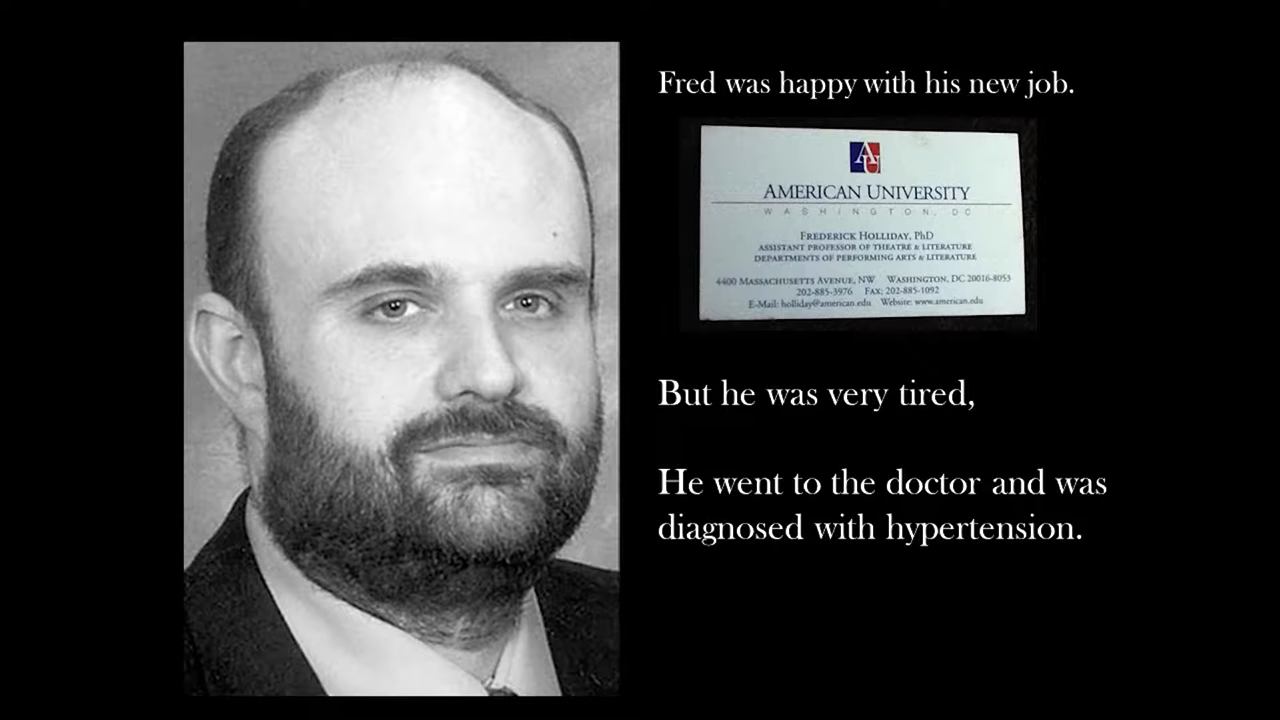 Fred was happy with his new job.
AU
AMERICAN UNIVERSITY
WASHINGTON, DC
FREDERICK HOLLIDAY, PhD
ASSISTANT PROFESSOR OF THEATRE & LITERATURE
DEPARTMENTS OF PERFORMING ARTS & LITERATURE
4400 MASSACHUSETTS AVENUE, NW WASHINGTON, DC 20016-8053
202-885-3976 FAX: 202-885-1092
E-Mail: holliday@american.edu Website: www.american.edu
But he was very tired,
He went to the doctor and was
diagnosed with hypertension.